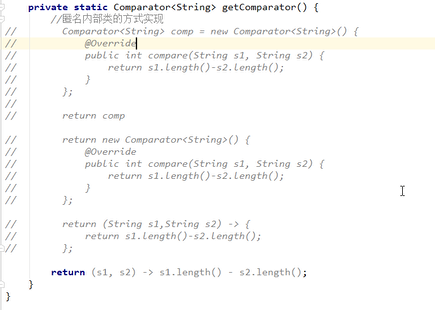 private static Comparator<String> getComparator() {
//匿名内部类的方式实现
// Comparator<String> comp = new Comparator<String>() {
// @Override
// public int compare(String s1, String s2) {
// return s1.length()-s2.length();
// }
// };
//
// return comp
//
// return new Comparator<String>() {
// @Override
// public int compare(String s1, String s2) {
// return s1.length()-s2.length();
// }
// };
//
// return (String s1,String s2) -> {
// return s1.length()-s2.length();
// };
return (s1, s2) -> s1.length() - s2.length();
}
}